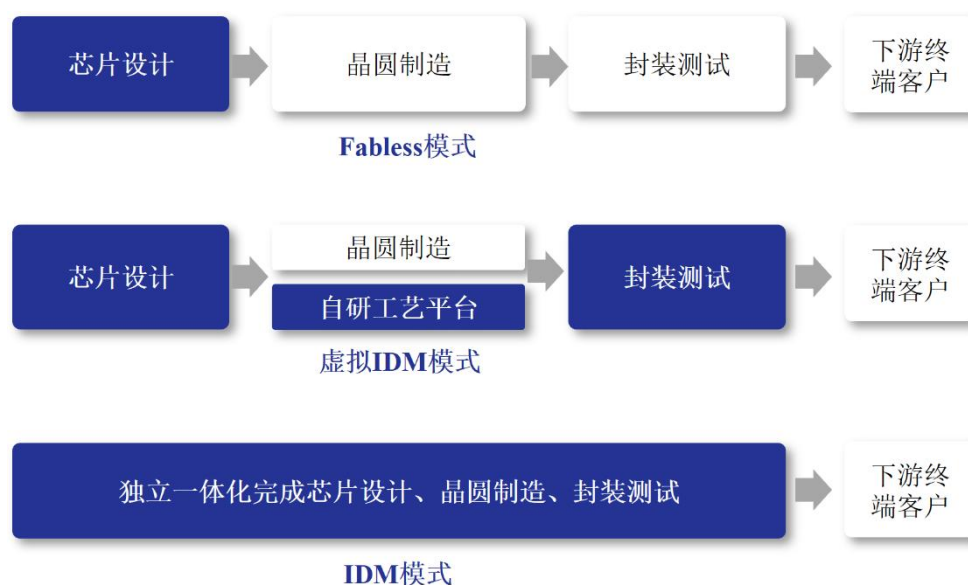 芯片设计
晶圆制造
封装测试
下游终
端客户
Fabless模式
芯片设计
晶圆制造
自研工艺平台
封装测试
下游终
端客户
虚拟IDM模式
独立一体化完成芯片设计、晶圆制造、封装测试
下游终
端客户
IDM模式